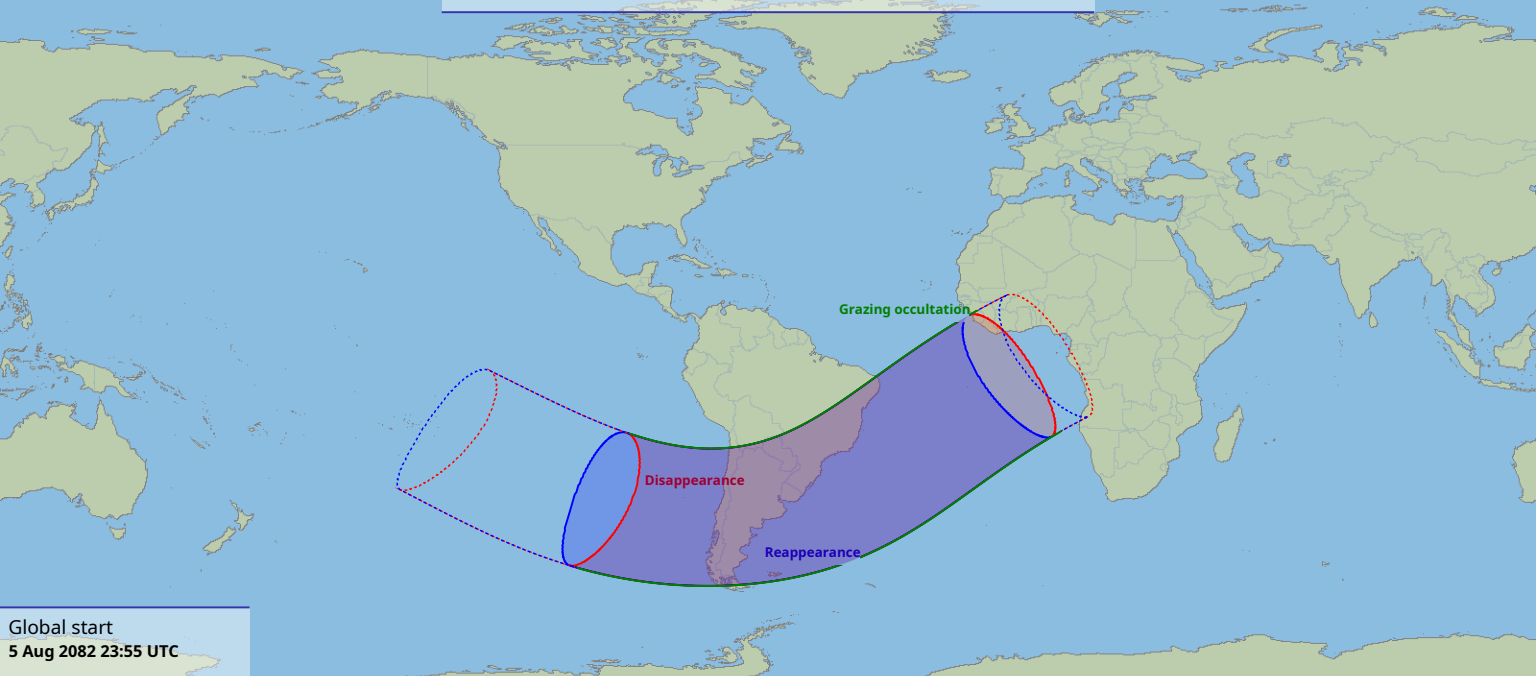 Grazing occultation
Disappearance
Reappearance
Global start
5 Aug 2082 23:55 UTC